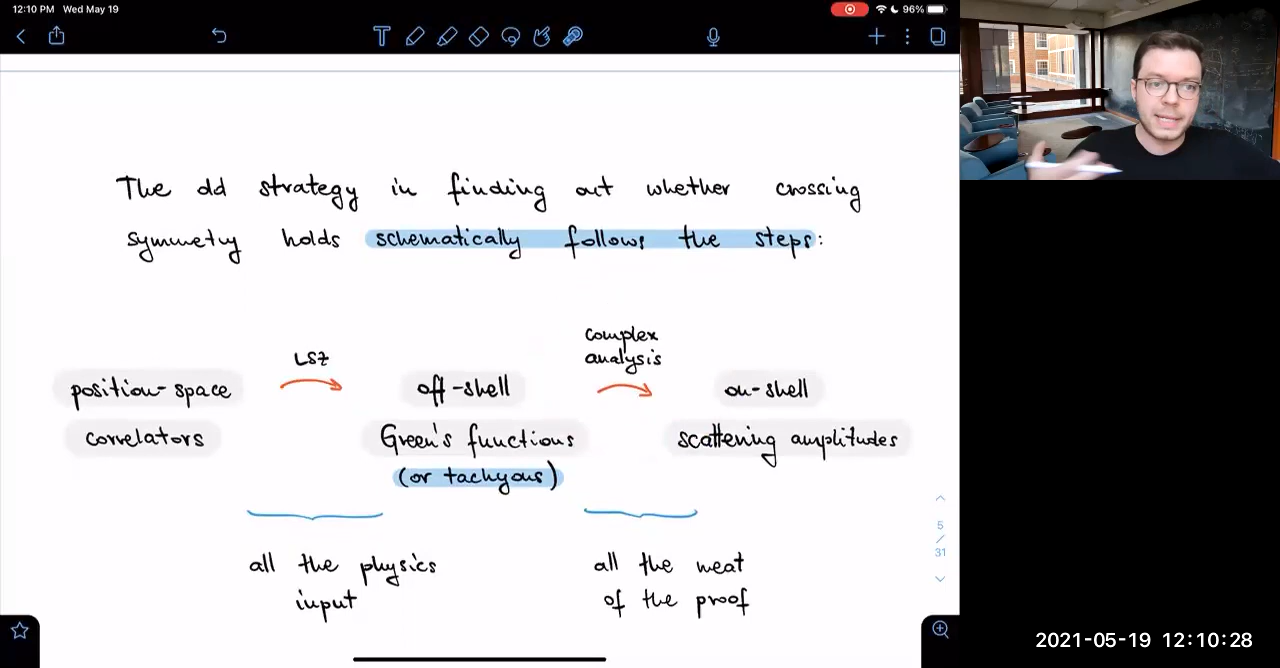 12:10 PM Wed May 19
96%
The old strategy in finding out whether crossing
symmetry holds schematically follows the steps:
complex
LSZ
analysis
position-space
off-shell
on-shell
correlators
Green's functions
scattering amplitudes
(or tachyons)
5
/
31
all the physics
all the meat
input
of the proof
2021-05-19 12:10:28